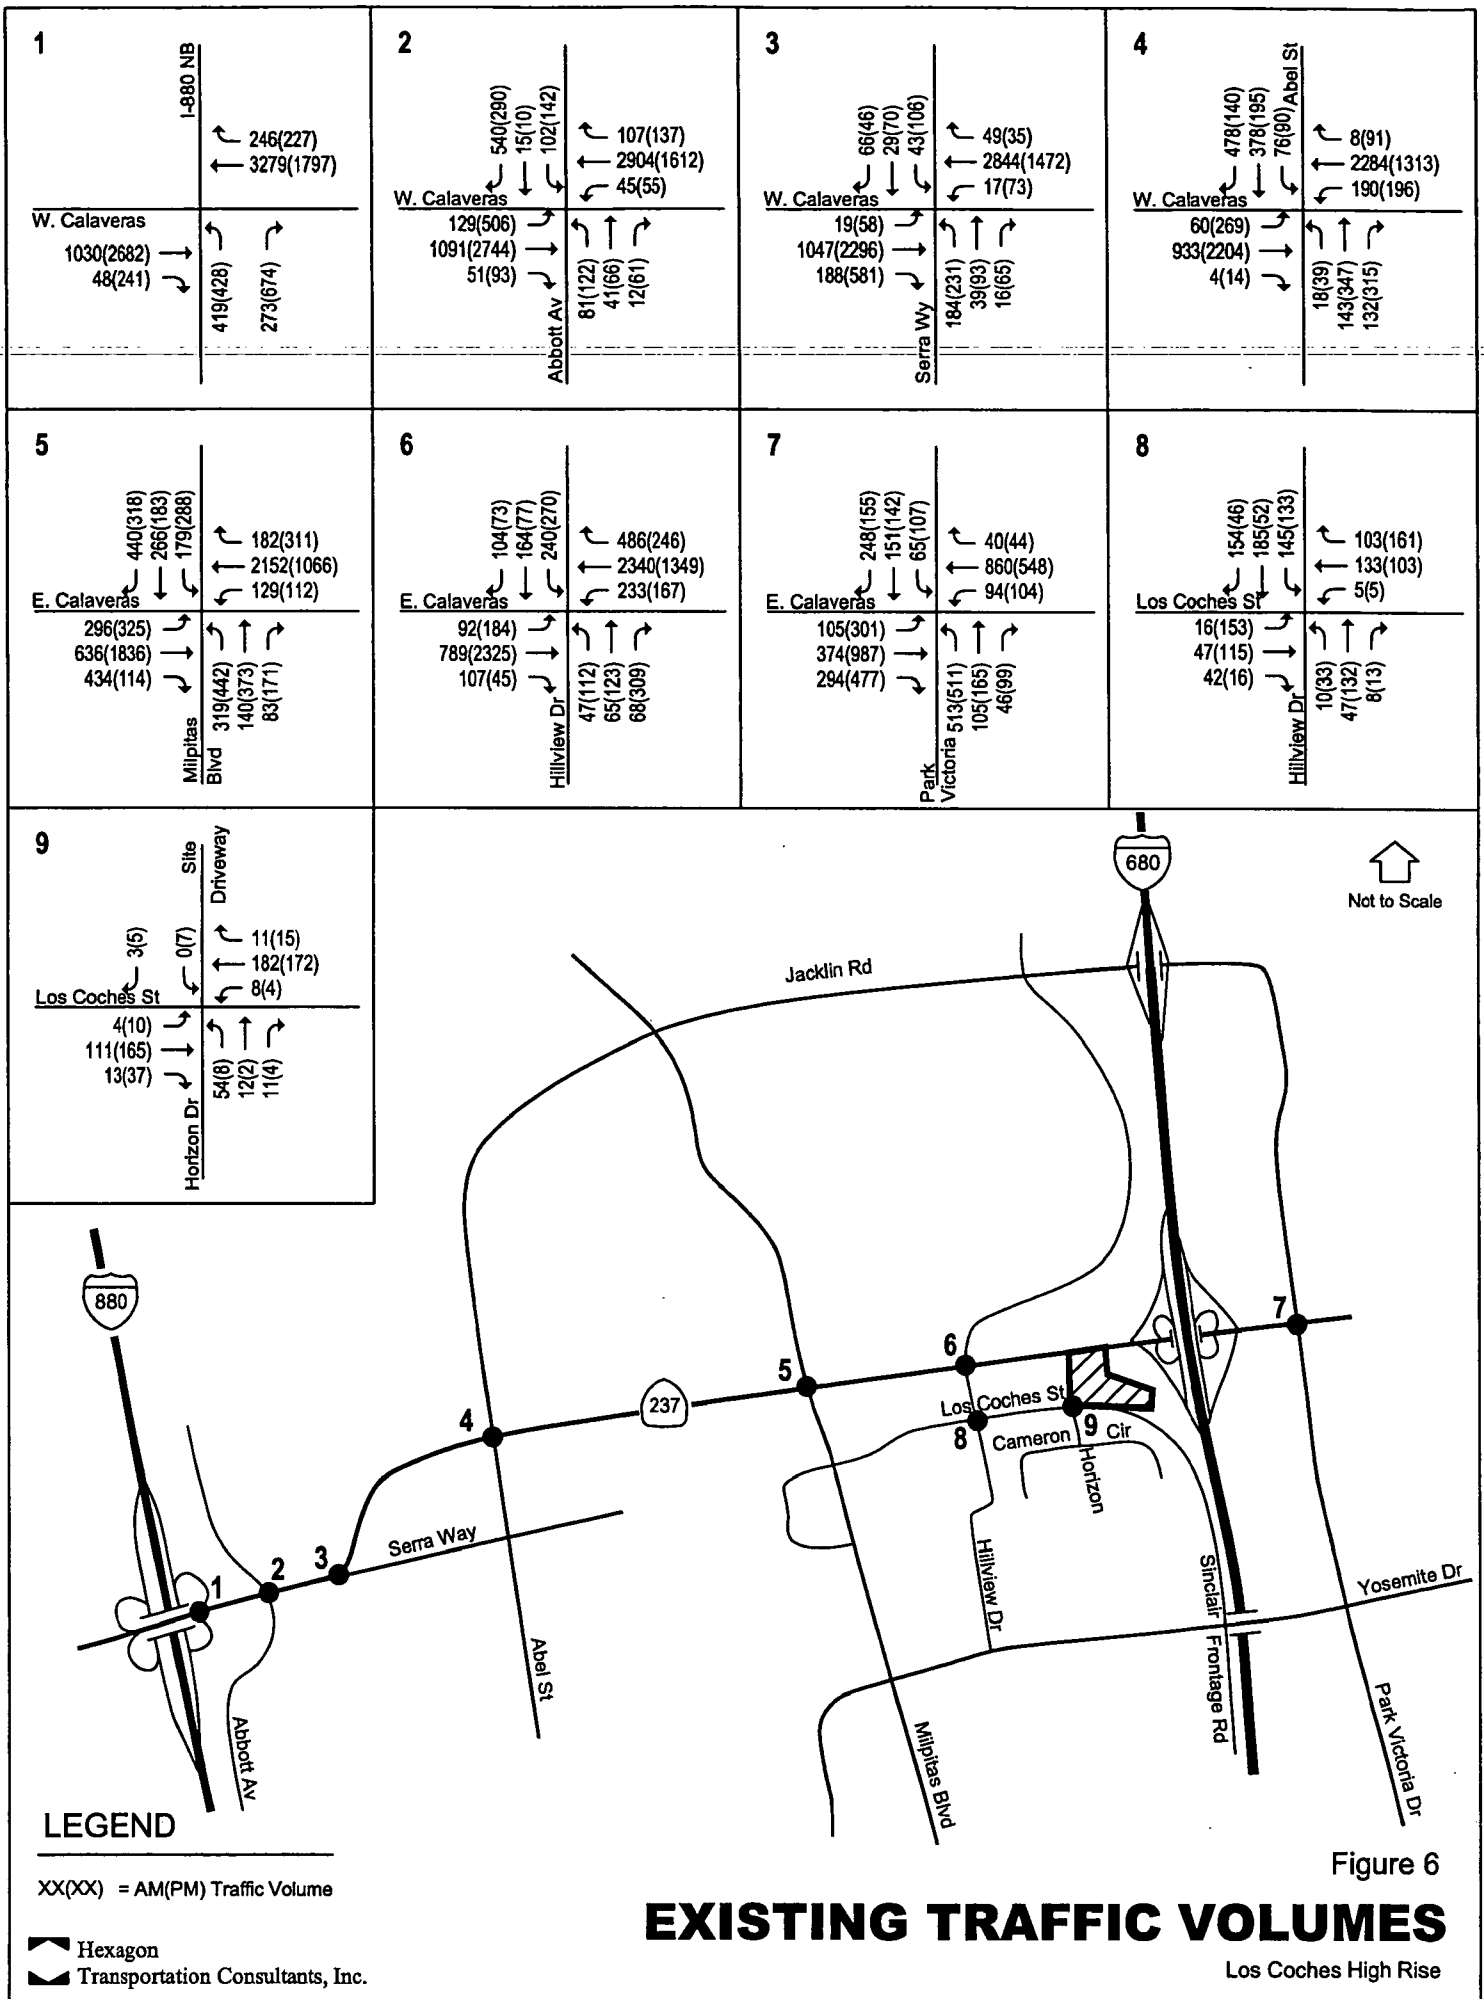 1
I-880 NB
246(227)
3279(1797)
W. Calaveras
1030(2682)
48(241)
419(428)
273(674)
2
540(290)
15(10)
102(142)
107(137)
2904(1612)
45(55)
W. Calaveras
129(506)
1091(2744)
51(93)
81(122)
41(66)
12(61)
Abbott Av
3
66(46)
29(70)
43(106)
49(35)
2844(1472)
17(73)
W. Calaveras
19(58)
1047(2296)
188(581)
184(231)
39(93)
16(65)
Serra Wy
4
478(140)
378(195)
76(90)
Abel St
8(91)
2284(1313)
190(196)
W. Calaveras
60(269)
933(2204)
4(14)
18(39)
143(347)
132(315)
5
440(318)
266(183)
179(288)
182(311)
2152(1066)
129(112)
E. Calaveras
296(325)
636(1836)
434(114)
319(442)
140(373)
83(171)
Milpitas
Blvd
6
104(73)
164(77)
240(270)
486(246)
2340(1349)
233(167)
E. Calaveras
92(184)
789(2325)
107(45)
47(112)
65(123)
68(309)
Hillview Dr
7
248(155)
151(142)
65(107)
40(44)
860(548)
94(104)
E. Calaveras
105(301)
374(987)
294(477)
513(511)
105(165)
46(99)
Park
Victoria
8
154(46)
185(52)
145(133)
103(161)
133(103)
5(5)
Los Coches St
16(153)
47(115)
42(16)
10(33)
47(132)
8(13)
Hillview Dr
9
Site
Driveway
3(5)
0(7)
11(15)
182(172)
8(4)
Los Coches St
4(10)
111(165)
13(37)
54(8)
12(2)
11(4)
Horizon Dr
680
Not to Scale
Jacklin Rd
880
7
6
5
237
4
Los Coches St
8
9
Cameron
Cir
Horizon
Serra Way
3
2
1
Hillview Dr
Sinclair
Frontage Rd
Yosemite Dr
Abel St
Abbott Av
Milpitas Blvd
Park Victoria Dr
LEGEND
XX(XX) = AM(PM) Traffic Volume
Figure 6
EXISTING TRAFFIC VOLUMES
Los Coches High Rise
Hexagon
Transportation Consultants, Inc.